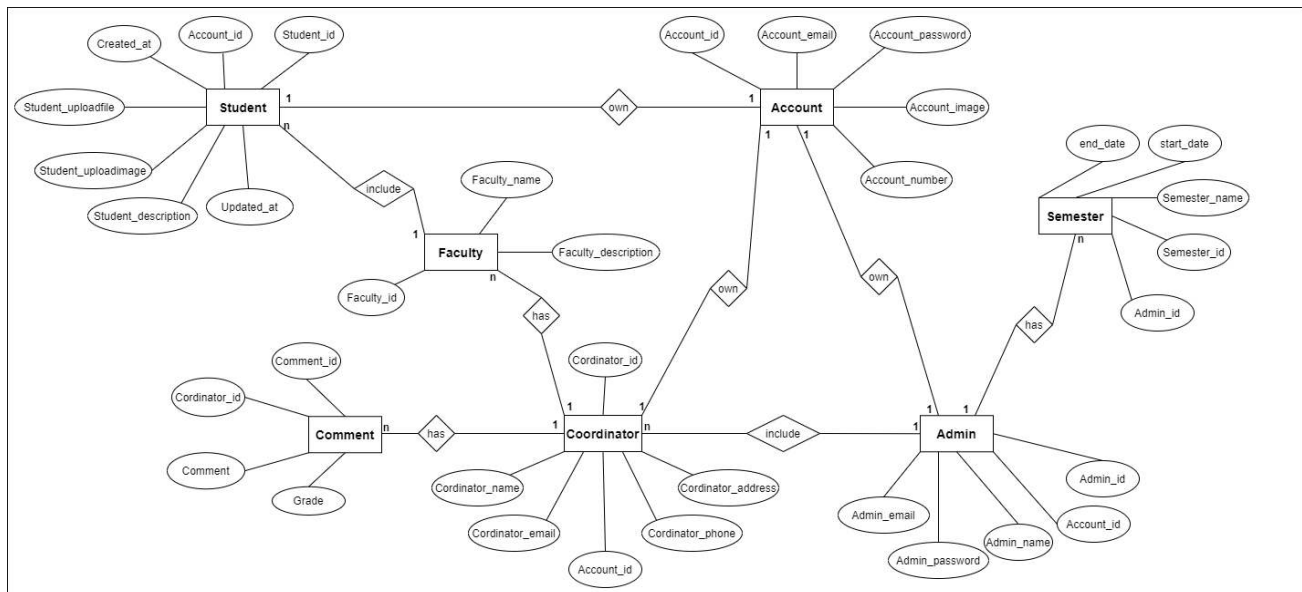 Created_at
Account_id
Student_id
Student_uploadfile
Student
1
n
Student_uploadimage
Student_description
Updated_at
own
Account_id
Account_email
Account_password
1
Account
Account_image
1
1
Account_number
include
1
Faculty
n
Faculty_name
Faculty_description
Faculty_id
has
own
own
end_date
start_date
Semester
n
Semester_name
Semester_id
Admin_id
has
Comment_id
Cordinator_id
Comment
n
Comment
Grade
has
Cordinator_id
1
1
1
Coordinator
n
Cordinator_name
Cordinator_email
Account_id
Cordinator_phone
Cordinator_address
include
1
1
1
Admin
Admin_email
Admin_password
Admin_name
Account_id
Admin_id